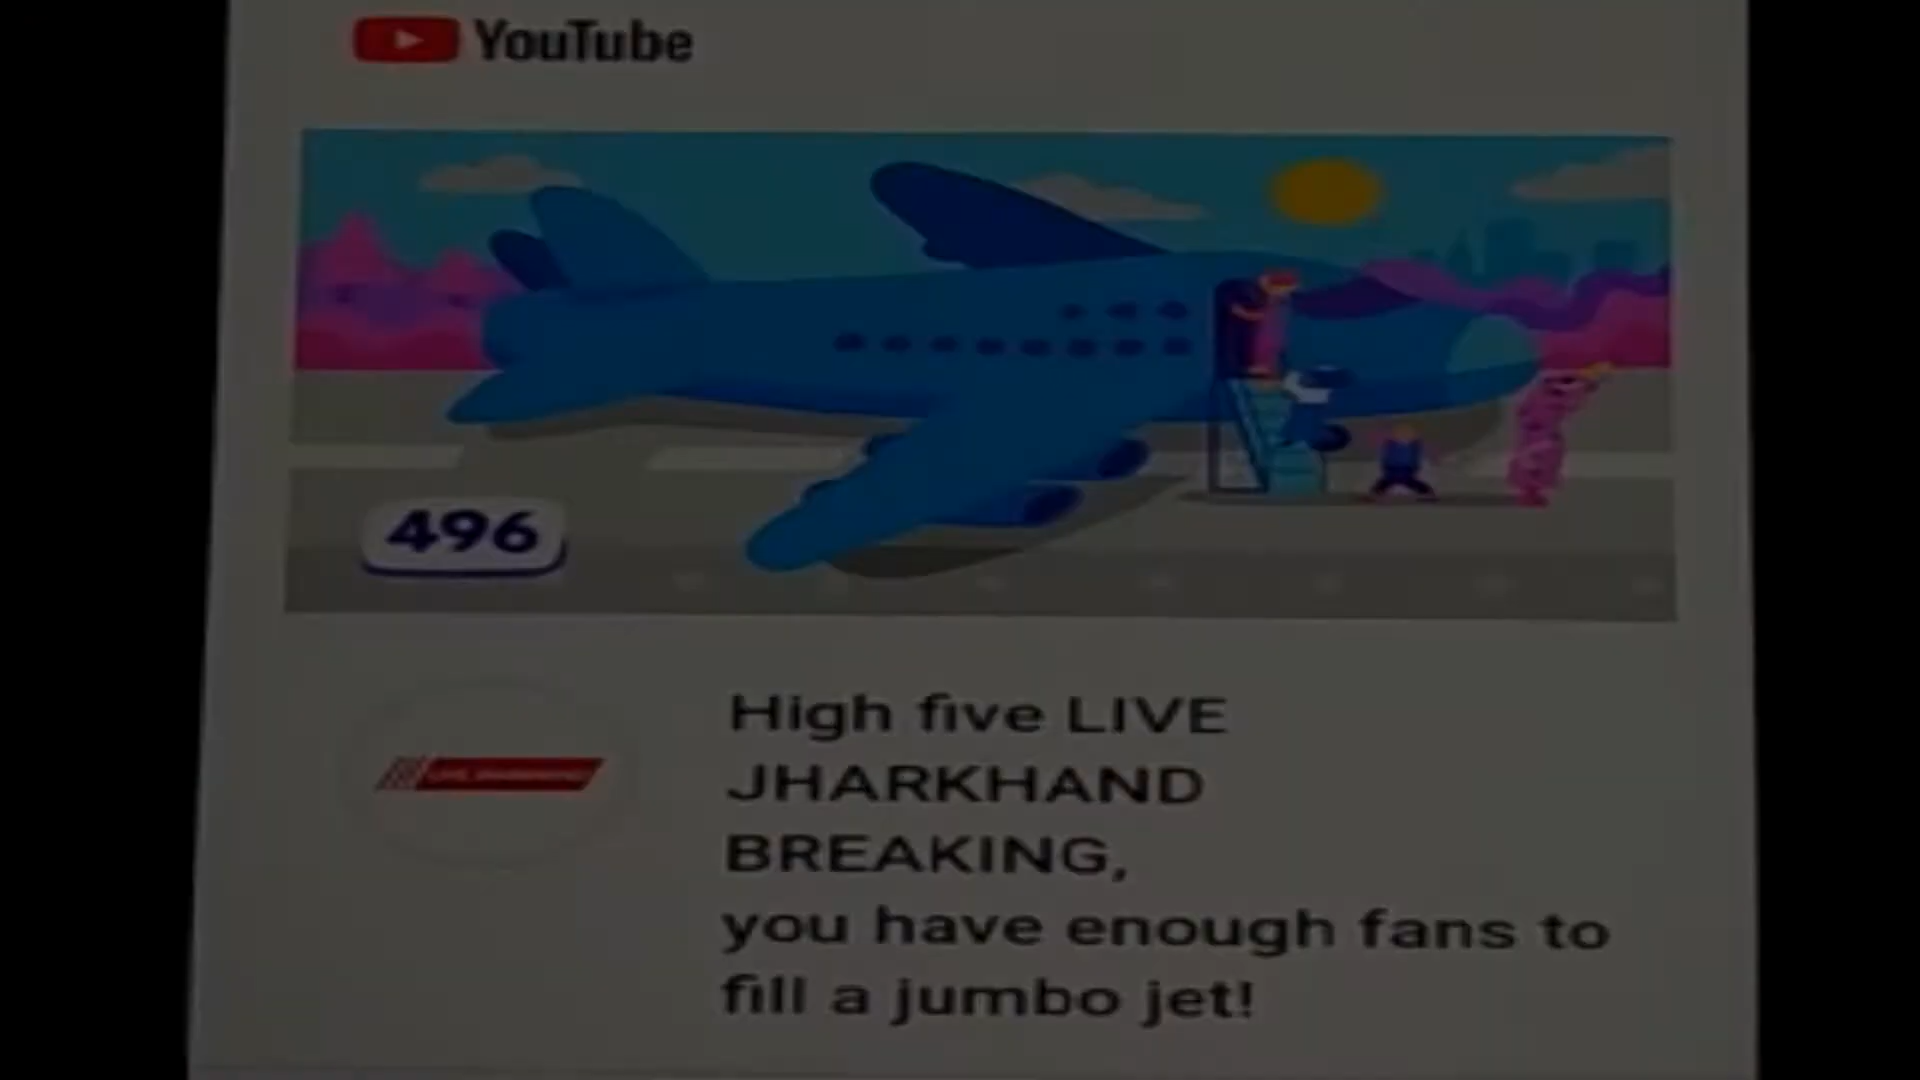 YouTube
496
High five LIVE
JHARKHAND
BREAKING,
you have enough fans to
fill a jumbo jet!